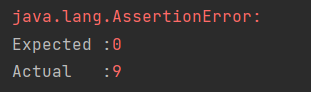 java.lang.AssertionError:
Expected :0
Actual   :9